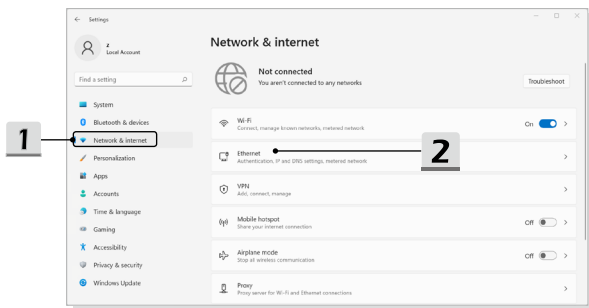 Settings
z
Local Account
Find a setting
System
Bluetooth & devices
Network & internet
Personalization
Apps
Accounts
Time & language
Gaming
Accessibility
Privacy & security
Windows Update
1
Network & internet
Not connected
You aren't connected to any networks
Troubleshoot
Wi-Fi
Connect, manage known networks, metered network
On
Ethernet
Authentication, IP and DNS settings, metered network
2
VPN
Add, connect, manage
Mobile hotspot
Share your internet connection
Off
Airplane mode
Stop all wireless communication
Off
Proxy
Proxy server for Wi-Fi and Ethernet connections